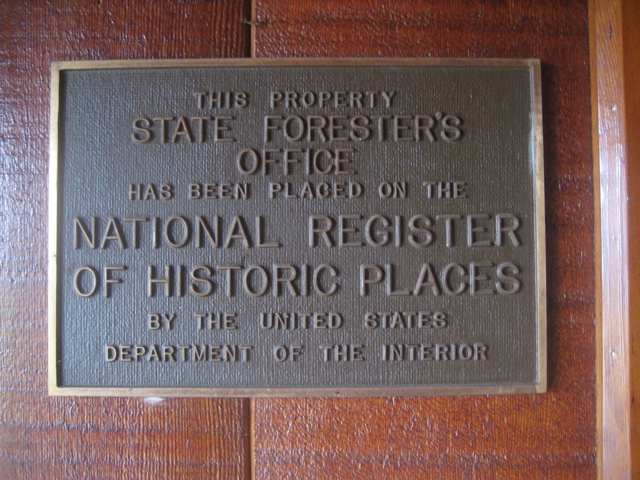 THIS PROPERTY
STATE FORESTER'S
OFFICE
HAS BEEN PLACED ON THE
NATIONAL REGISTER
OF HISTORIC PLACES
BY THE UNITED STATES
DEPARTMENT OF THE INTERIOR